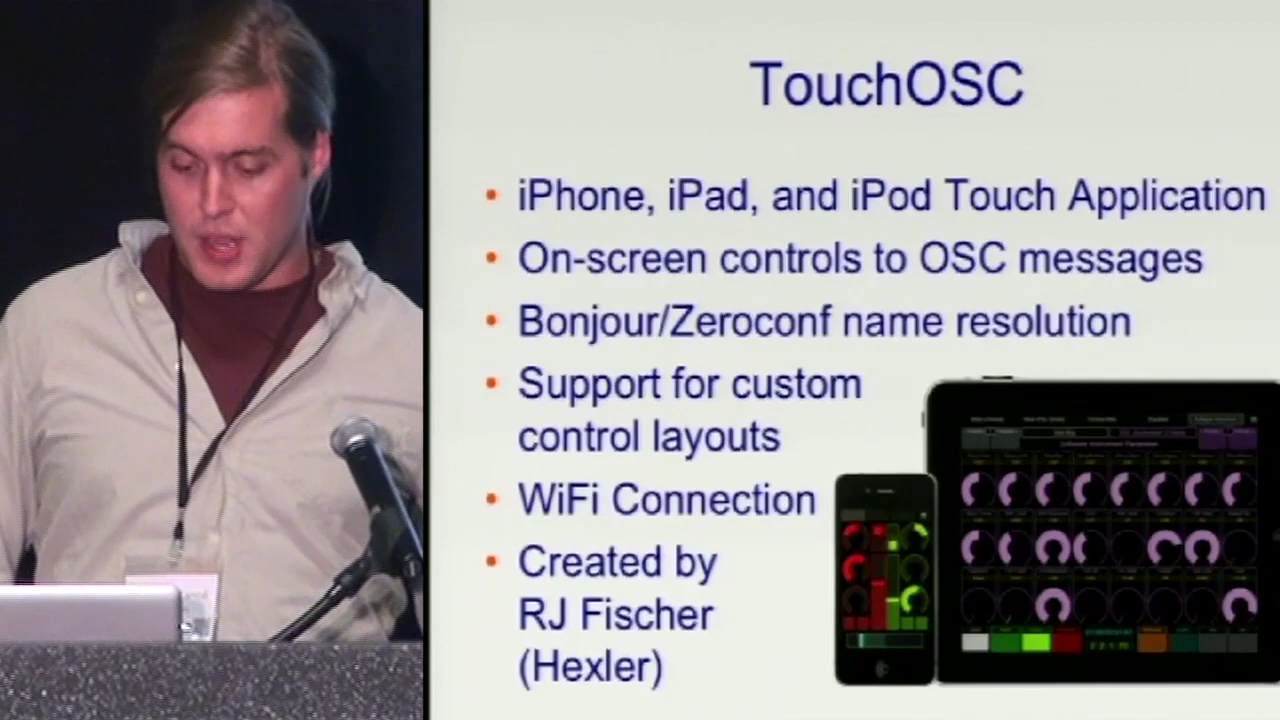 TouchOSC
• iPhone, iPad, and iPod Touch Application
• On-screen controls to OSC messages
• Bonjour/Zeroconf name resolution
• Support for custom
control layouts
• WiFi Connection
• Created by
RJ Fischer
(Hexler)